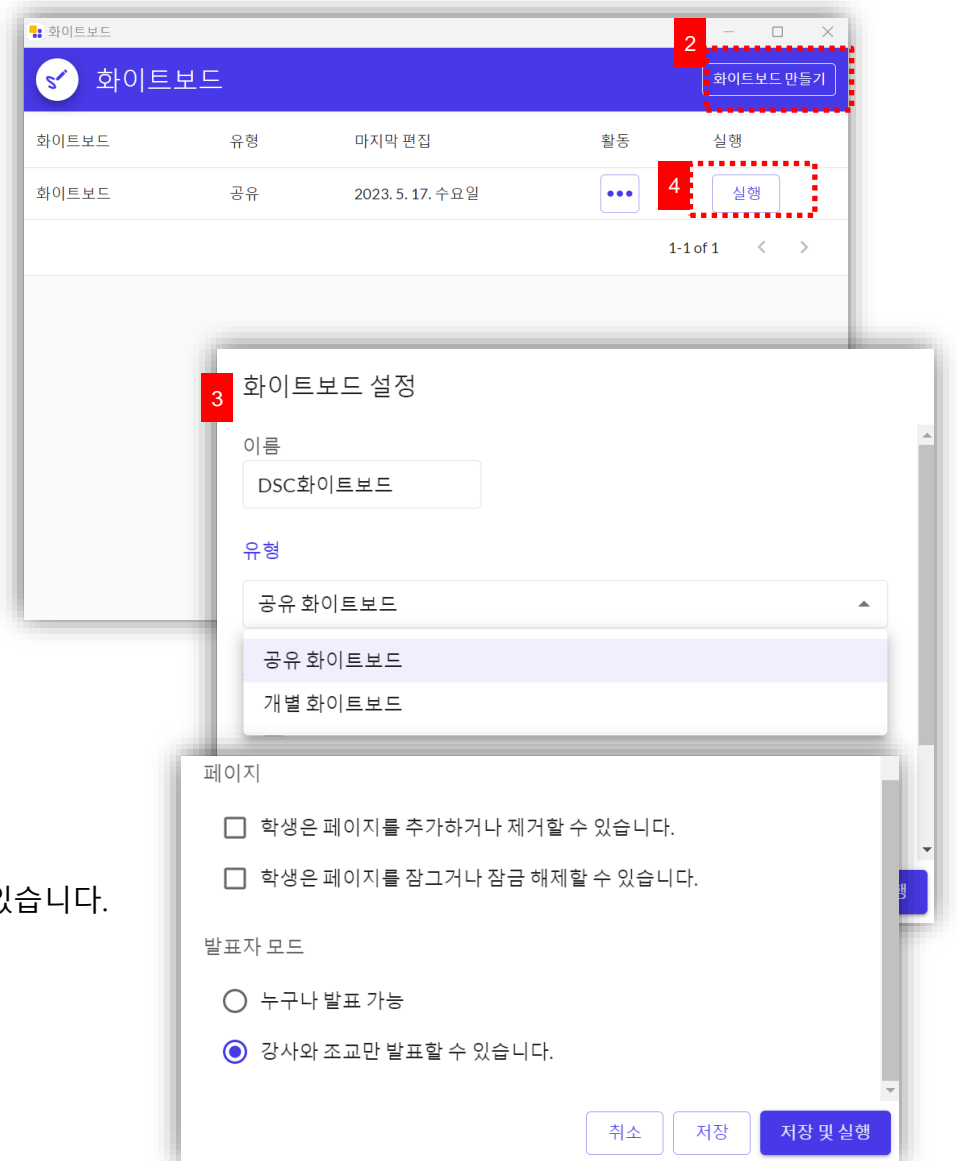 화이트보드
2
화이트보드
화이트보드 만들기
화이트보드 유형 마지막 편집 활동 실행
화이트보드 공유 2023. 5. 17. 수요일 ••• 4 실행
1-1 of 1
3 화이트보드 설정
이름
DSC화이트보드
유형
공유 화이트보드
공유 화이트보드
개별 화이트보드
페이지
학생은 페이지를 추가하거나 제거할 수 있습니다.
학생은 페이지를 잠그거나 잠금 해제할 수 있습니다.
행
있습니다.
발표자 모드
누구나 발표 가능
강사와 조교만 발표할 수 있습니다.
취소 저장 저장 및 실행